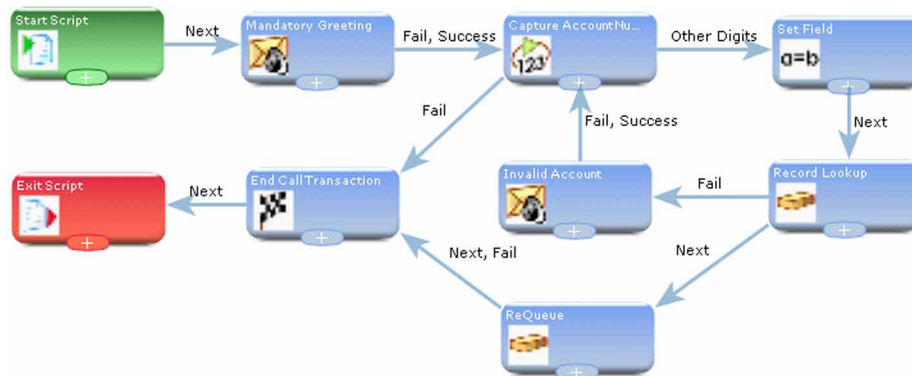 Start Script
Next
Mandatory Greeting
Fail, Success
Capture AccountNu...
123
Other Digits
Set Field
a=b
Fail
Fail, Success
Next
Exit Script
Next
End CallTransaction
Invalid Account
Fail
Record Lookup
Next, Fail
Next
ReQueue